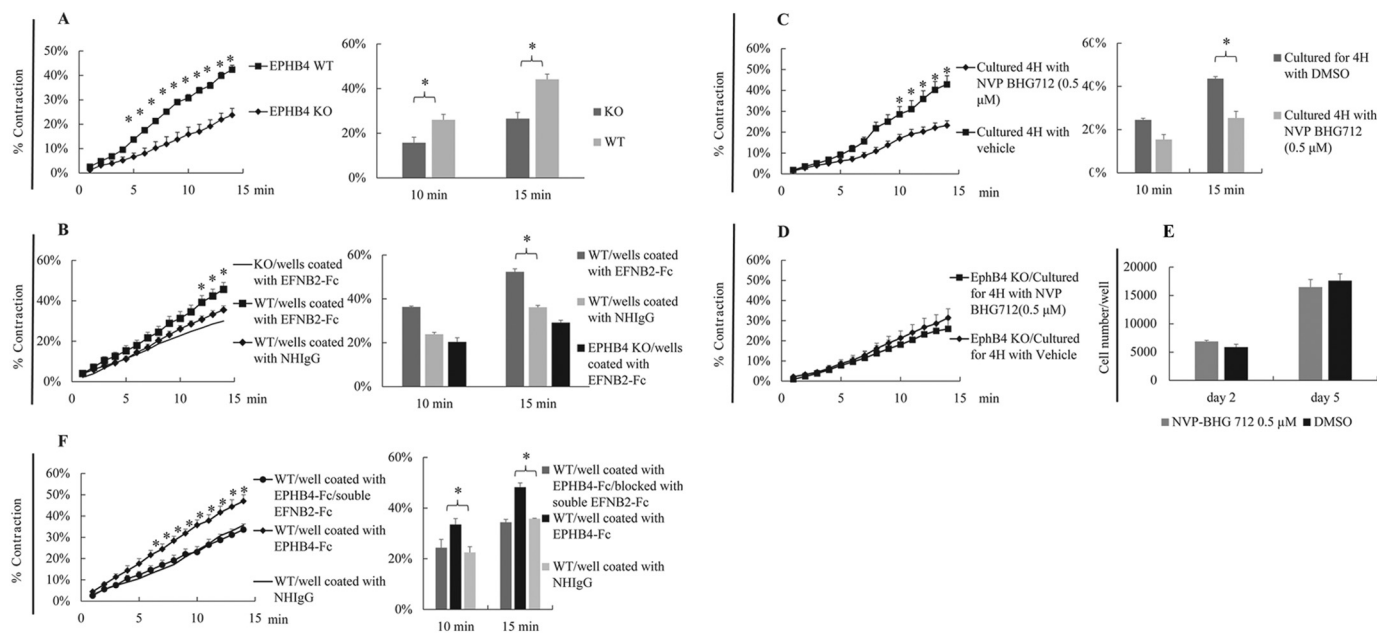 A
% Contraction
50%
40%
30%
20%
10%
0%
0
5
10
15
min
* * * * * * * * * *
EPHB4 WT
EPHB4 KO
60%
40%
20%
0%
*
*
10 min
15 min
KO
WT
B
% Contraction
60%
40%
20%
0%
0
5
10
15
min
* * *
KO/wells coated
with EFNB2-Fc
WT/wells coated
with EFNB2-Fc
WT/wells coated
with NHIgG
60%
40%
20%
0%
*
10 min
15 min
WT/wells coated
with EFNB2-Fc
WT/wells coated
with NHIgG
EPHB4 KO/wells
coated with
EFNB2-Fc
F
% Contraction
60%
50%
40%
30%
20%
10%
0%
0
5
10
15
min
* * * * * * * * *
WT/well coated with
EPHB4-Fc/souble
EFNB2-Fc
WT/well coated with
EPHB4-Fc
WT/well coated with
NHIgG
60%
40%
20%
0%
*
*
10 min
15 min
WT/well coated with
EPHB4-Fc/blocked with
souble EFNB2-Fc
WT/well coated with
EPHB4-Fc
WT/well coated with
NHIgG
C
% Contraction
60%
50%
40%
30%
20%
10%
0%
0
5
10
15
min
* * * * *
Cultured 4H with
NVP BHG712 (0.5
μM)
Cultured 4H with
vehicle
6%
4%
2%
0%
*
10 min
15 min
Cultured for 4H
with DMSO
Cultured 4H with
NVP BHG712
(0.5 μM)
D
% Contraction
60%
50%
40%
30%
20%
10%
0%
0
5
10
15
min
EphB4 KO/Cultured
for 4H with NVP
BHG712(0.5 μM)
EphB4 KO/Cultured
for 4H with Vehicle
E
Cell number/well
20000
15000
10000
5000
0
day 2
day 5
NVP-BHG 712 0.5 μM
DMSO